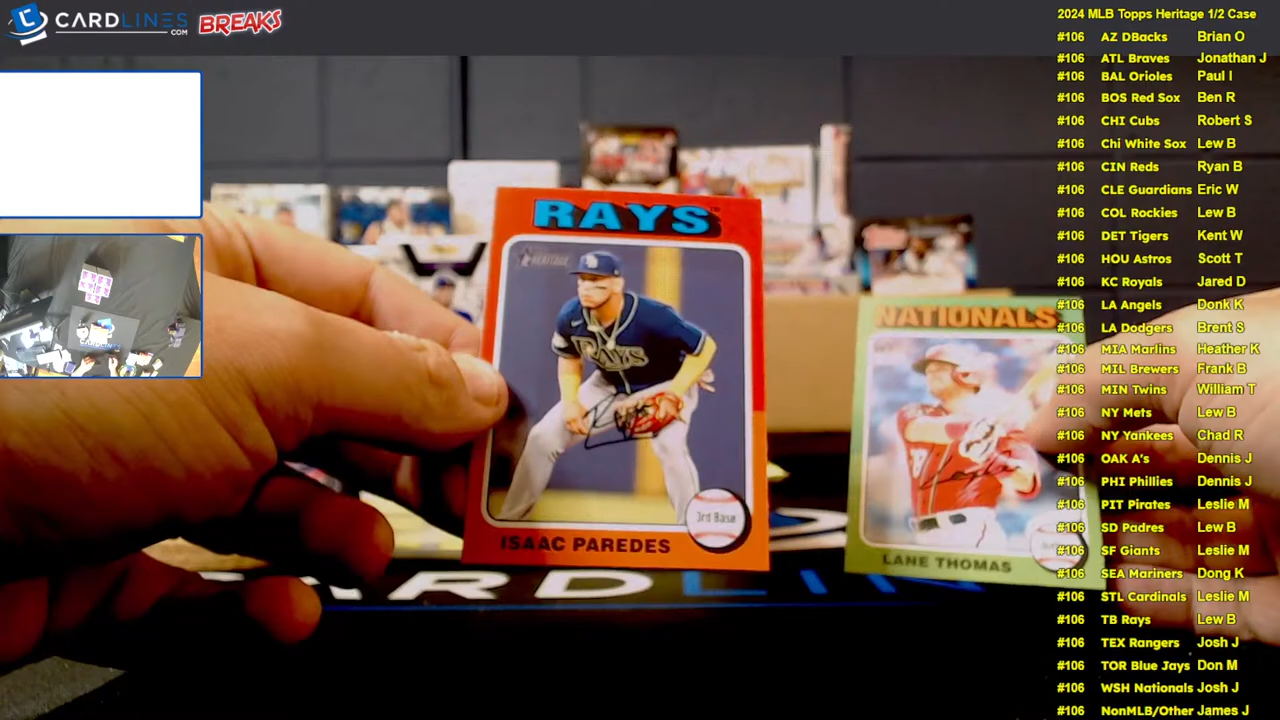 CARDLINES
.COM
BREAKS
2024 MLB Topps Heritage 1/2 Case
#106 AZ DBacks Brian O
#106 ATL Braves Jonathan J
#106 BAL Orioles Paul I
#106 BOS Red Sox Ben R
#106 CHI Cubs Robert S
#106 Chi White Sox Lew B
#106 CIN Reds Ryan B
#106 CLE Guardians Eric W
#106 COL Rockies Lew B
#106 DET Tigers Kent W
#106 HOU Astros Scott T
#106 KC Royals Jared D
#106 LA Angels Donk K
#106 LA Dodgers Brent S
#106 MIA Marlins Heather K
#106 MIL Brewers Frank B
#106 MIN Twins William T
#106 NY Mets Lew B
#106 NY Yankees Chad R
#106 OAK A's Dennis J
#106 PHI Phillies Dennis J
#106 PIT Pirates Leslie M
#106 SD Padres Lew B
#106 SF Giants Leslie M
#106 SEA Mariners Dong K
#106 STL Cardinals Leslie M
#106 TB Rays Lew B
#106 TEX Rangers Josh J
#106 TOR Blue Jays Don M
#106 WSH Nationals Josh J
#106 NonMLB/Other James J
RAYS
HERITAGE
RAYS
3rd Base
ISAAC PAREDES
NATIONALS
LANE THOMAS
CARDLIN